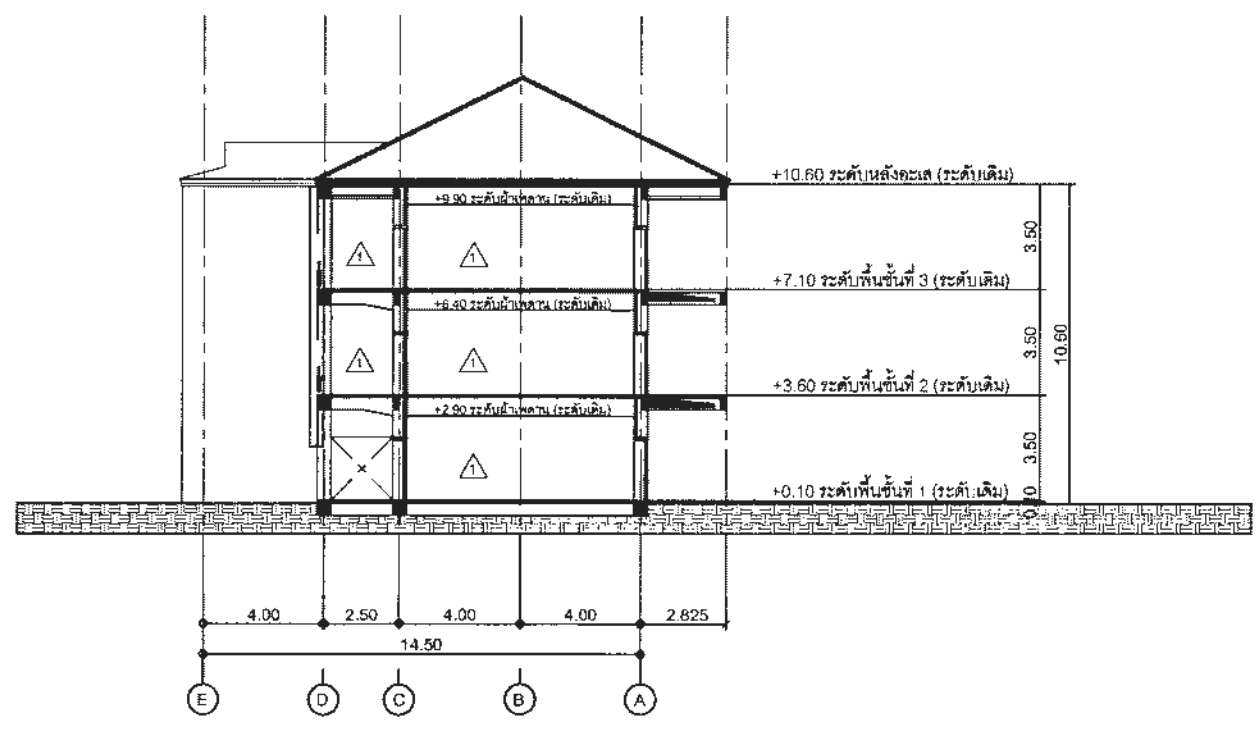 +10.60 ระดับหลังอะเส (ระดับเดิม)
+9.90 ระดับฝ้าเพดาน (ระดับเดิม)
3.50
1
1
+7.10 ระดับพื้นชั้นที่ 3 (ระดับเดิม)
+6.40 ระดับฝ้าเพดาน (ระดับเดิม)
3.50
10.60
1
1
+3.60 ระดับพื้นชั้นที่ 2 (ระดับเดิม)
+2.90 ระดับฝ้าเพดาน (ระดับเดิม)
3.50
1
+0.10 ระดับพื้นชั้นที่ 1 (ระดับเดิม)
0.10
4.00 2.50 4.00 4.00 2.825
14.50
E D C B A